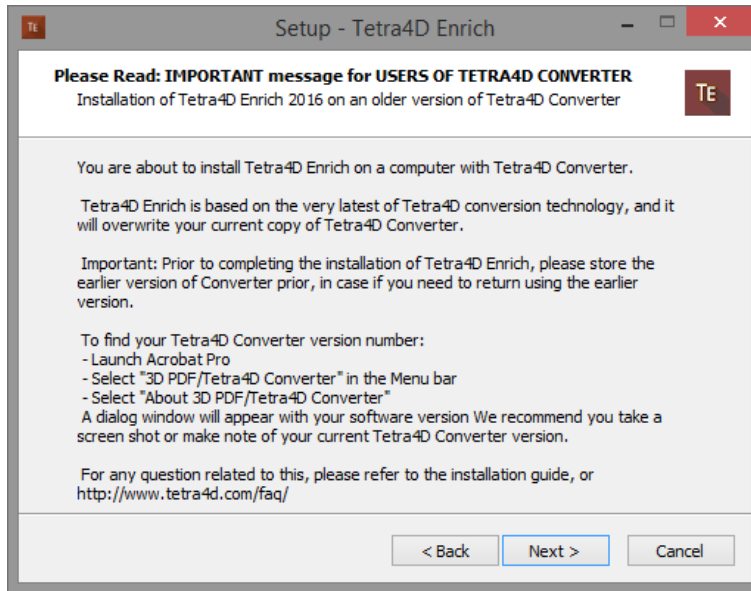 TE
Setup - Tetra4D Enrich
Please Read: IMPORTANT message for USERS OF TETRA4D CONVERTER
Installation of Tetra4D Enrich 2016 on an older version of Tetra4D Converter
TE
You are about to install Tetra4D Enrich on a computer with Tetra4D Converter.
Tetra4D Enrich is based on the very latest of Tetra4D conversion technology, and it
will overwrite your current copy of Tetra4D Converter.
Important: Prior to completing the installation of Tetra4D Enrich, please store the
earlier version of Converter prior, in case if you need to return using the earlier
version.
To find your Tetra4D Converter version number:
- Launch Acrobat Pro
- Select "3D PDF/Tetra4D Converter" in the Menu bar
- Select "About 3D PDF/Tetra4D Converter"
A dialog window will appear with your software version We recommend you take a
screen shot or make note of your current Tetra4D Converter version.
For any question related to this, please refer to the installation guide, or
http://www.tetra4d.com/faq/
< Back
Next >
Cancel